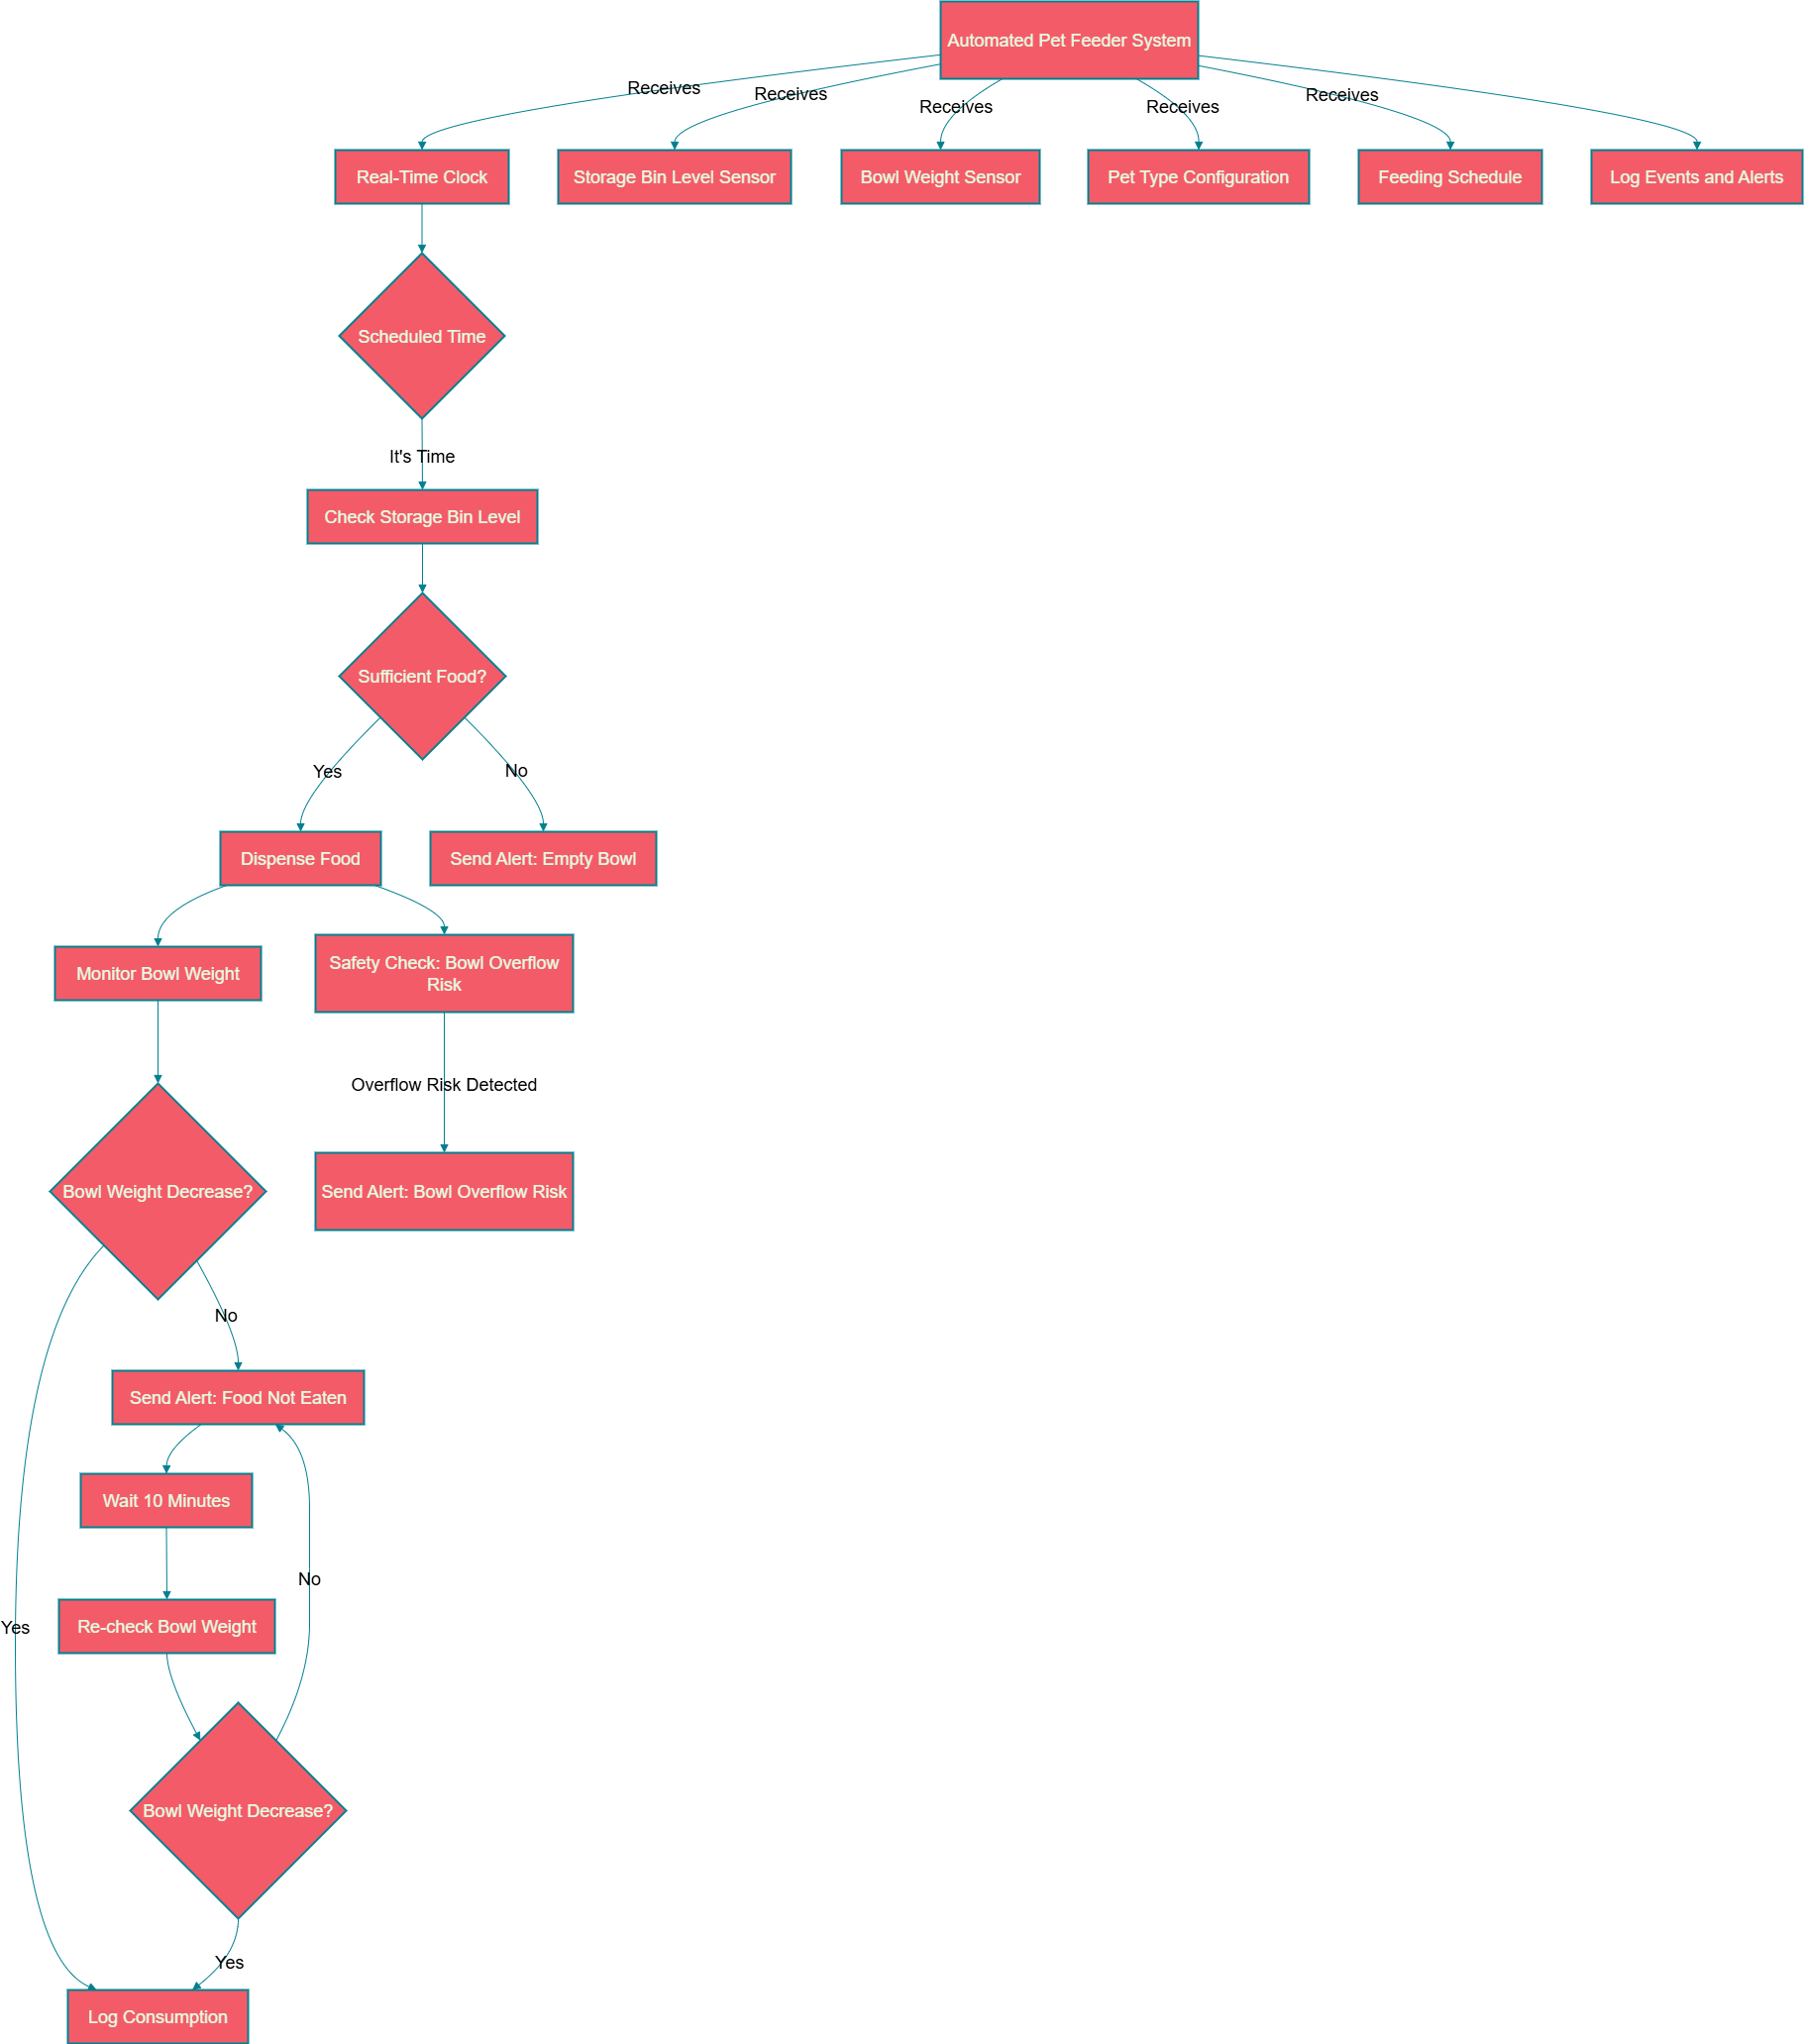 Automated Pet Feeder System
Receives
Receives
Receives
Receives
Receives
Real-Time Clock
Storage Bin Level Sensor
Bowl Weight Sensor
Pet Type Configuration
Feeding Schedule
Log Events and Alerts
Scheduled Time
It's Time
Check Storage Bin Level
Sufficient Food?
Yes
No
Dispense Food
Send Alert: Empty Bowl
Monitor Bowl Weight
Safety Check: Bowl Overflow
Risk
Overflow Risk Detected
Bowl Weight Decrease?
Send Alert: Bowl Overflow Risk
No
Send Alert: Food Not Eaten
Wait 10 Minutes
No
Re-check Bowl Weight
Yes
Bowl Weight Decrease?
Yes
Log Consumption